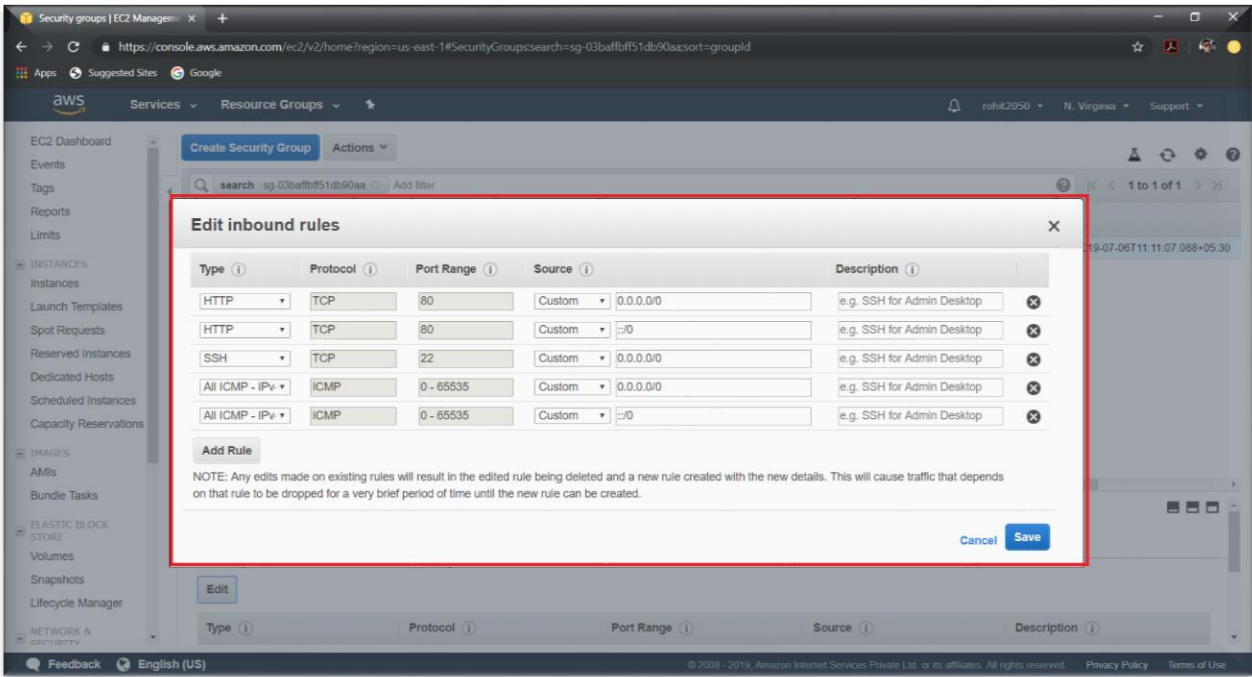 Security groups | EC2 Managem
https://console.aws.amazon.com/ec2/v2/home?region=us-east-1#SecurityGroups:search=sg-03baffbff51db90aa;sort=groupId
Apps Suggested Sites Google
aws Services Resource Groups rohit2050 N. Virginia Support
EC2 Dashboard
Events
Tags
Reports
Limits
INSTANCES
Instances
Launch Templates
Spot Requests
Reserved Instances
Dedicated Hosts
Scheduled Instances
Capacity Reservations
IMAGES
AMIs
Bundle Tasks
ELASTIC BLOCK
STORE
Volumes
Snapshots
Lifecycle Manager
NETWORK &
SECURITY
Create Security Group Actions
search sg-03baffbff51db90aa Add filter 1 to 1 of 1
19-07-06T11:11:07.088+05:30
Edit inbound rules
Type Protocol Port Range Source Description
HTTP TCP 80 Custom 0.0.0.0/0 e.g. SSH for Admin Desktop
HTTP TCP 80 Custom ::/0 e.g. SSH for Admin Desktop
SSH TCP 22 Custom 0.0.0.0/0 e.g. SSH for Admin Desktop
All ICMP - IPv ICMP 0 - 65535 Custom 0.0.0.0/0 e.g. SSH for Admin Desktop
All ICMP - IPv ICMP 0 - 65535 Custom ::/0 e.g. SSH for Admin Desktop
Add Rule
NOTE: Any edits made on existing rules will result in the edited rule being deleted and a new rule created with the new details. This will cause traffic that depends
on that rule to be dropped for a very brief period of time until the new rule can be created.
Cancel Save
Edit
Type Protocol Port Range Source Description
Feedback English (US) © 2008 - 2019, Amazon Internet Services Private Ltd. or its affiliates. All rights reserved. Privacy Policy Terms of Use